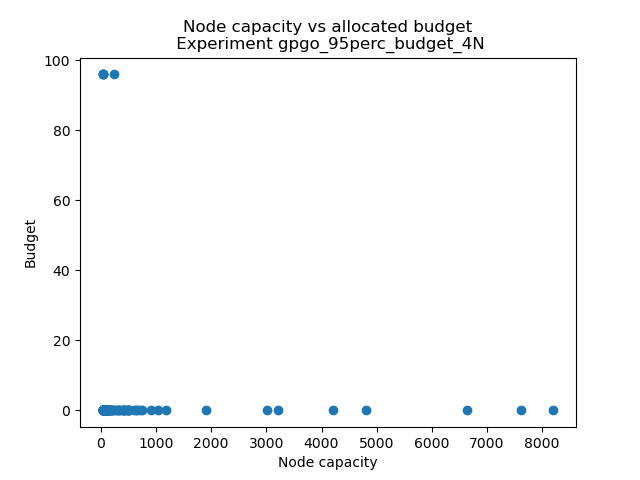 Node capacity vs allocated budget
Experiment gpgo_95perc_budget_4N
100
80
60
40
20
0
Budget
0 1000 2000 3000 4000 5000 6000 7000 8000
Node capacity